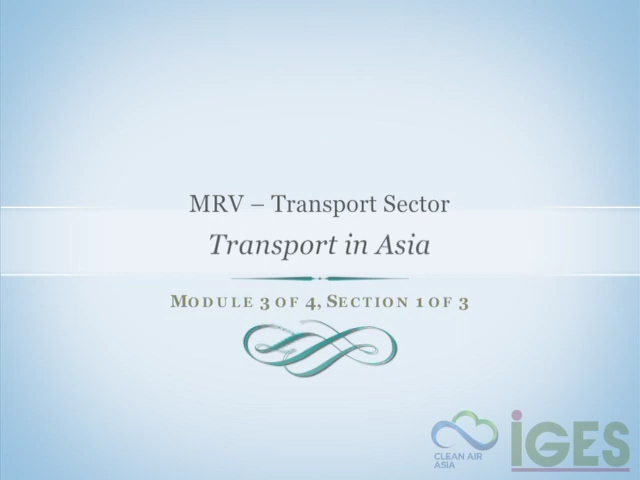 MRV – Transport Sector
Transport in Asia
MODULE 3 OF 4, SECTION 1 OF 3
CLEAN AIR
ASIA
iGES